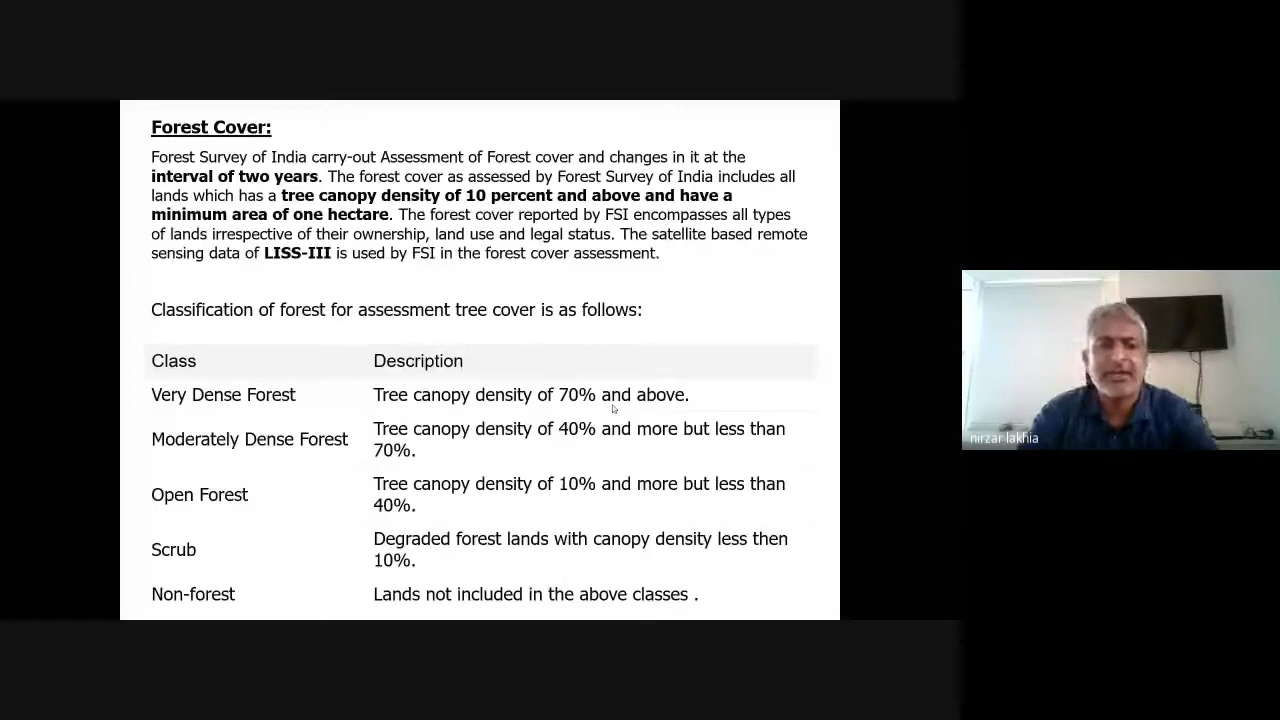 Forest Cover:
Forest Survey of India carry-out Assessment of Forest cover and changes in it at the
interval of two years. The forest cover as assessed by Forest Survey of India includes all
lands which has a tree canopy density of 10 percent and above and have a
minimum area of one hectare. The forest cover reported by FSI encompasses all types
of lands irrespective of their ownership, land use and legal status. The satellite based remote
sensing data of LISS-III is used by FSI in the forest cover assessment.
Classification of forest for assessment tree cover is as follows:
Class Description
Very Dense Forest Tree canopy density of 70% and above.
Moderately Dense Forest Tree canopy density of 40% and more but less than
70%.
Open Forest Tree canopy density of 10% and more but less than
40%.
Scrub Degraded forest lands with canopy density less then
10%.
Non-forest Lands not included in the above classes .
nirzar lakhia